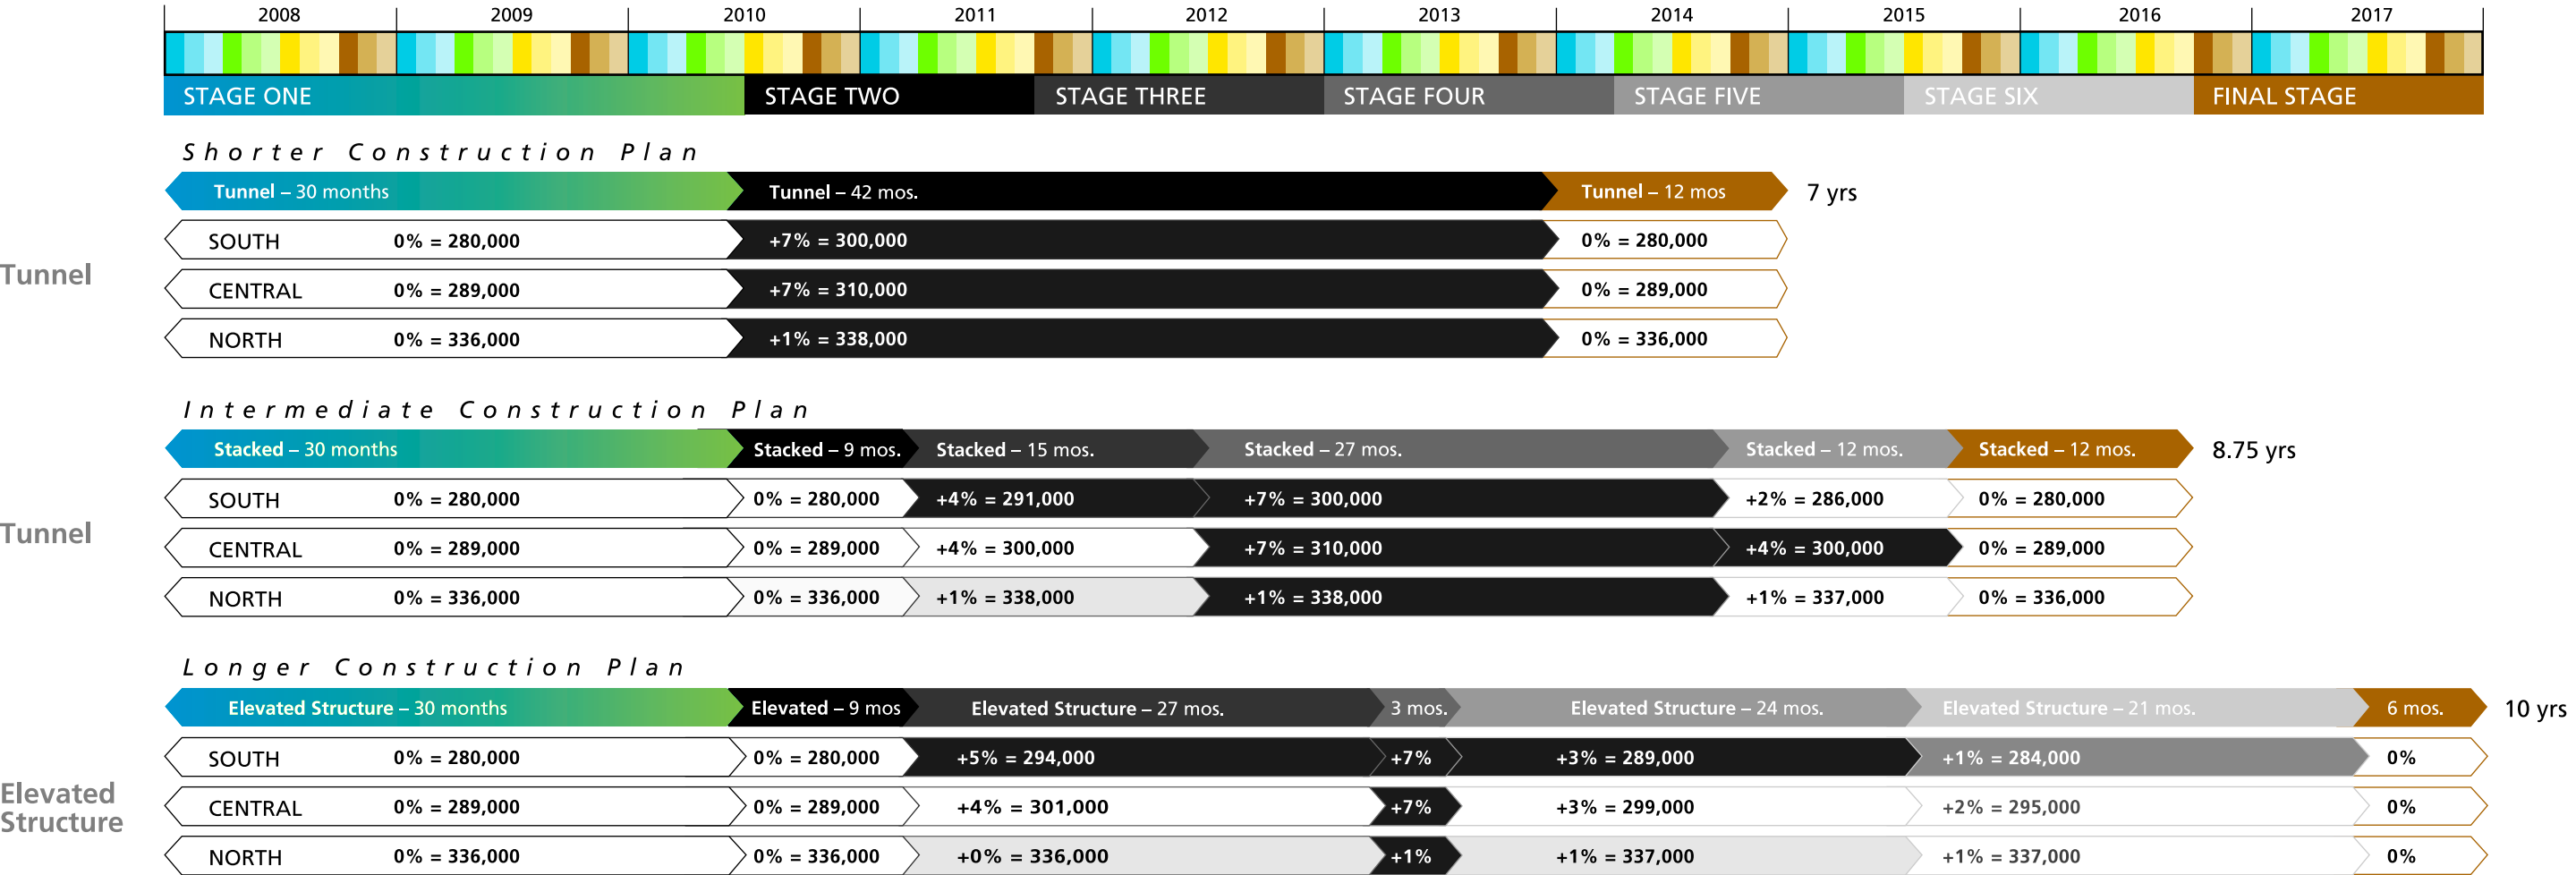 2008 2009 2010 2011 2012 2013 2014 2015 2016 2017
STAGE ONE STAGE TWO STAGE THREE STAGE FOUR STAGE FIVE STAGE SIX FINAL STAGE
Shorter Construction Plan
Tunnel – 30 months Tunnel – 42 mos. Tunnel – 12 mos 7 yrs
SOUTH 0% = 280,000 +7% = 300,000 0% = 280,000
Tunnel
CENTRAL 0% = 289,000 +7% = 310,000 0% = 289,000
NORTH 0% = 336,000 +1% = 338,000 0% = 336,000
Intermediate Construction Plan
Stacked – 30 months Stacked – 9 mos. Stacked – 15 mos. Stacked – 27 mos. Stacked – 12 mos. Stacked – 12 mos. 8.75 yrs
SOUTH 0% = 280,000 0% = 280,000 +4% = 291,000 +7% = 300,000 +2% = 286,000 0% = 280,000
Tunnel
CENTRAL 0% = 289,000 0% = 289,000 +4% = 300,000 +7% = 310,000 +4% = 300,000 0% = 289,000
NORTH 0% = 336,000 0% = 336,000 +1% = 338,000 +1% = 338,000 +1% = 337,000 0% = 336,000
Longer Construction Plan
Elevated Structure – 30 months Elevated – 9 mos Elevated Structure – 27 mos. 3 mos. Elevated Structure – 24 mos. Elevated Structure – 21 mos. 6 mos. 10 yrs
SOUTH 0% = 280,000 0% = 280,000 +5% = 294,000 +7% +3% = 289,000 +1% = 284,000 0%
Elevated
Structure
CENTRAL 0% = 289,000 0% = 289,000 +4% = 301,000 +7% +3% = 299,000 +2% = 295,000 0%
NORTH 0% = 336,000 0% = 336,000 +0% = 336,000 +1% +1% = 337,000 +1% = 337,000 0%